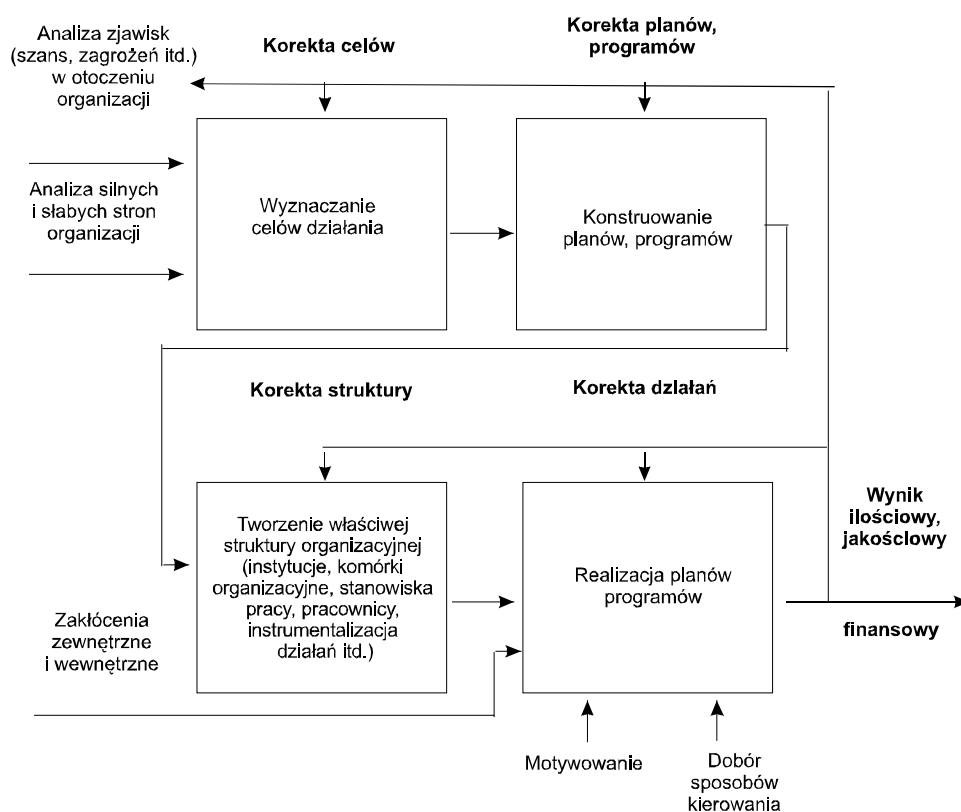 Analiza zjawisk
(szans, zagrożeń itd.)
w otoczeniu
organizacji
Korekta celów
Korekta planów,
programów
Analiza silnych
i słabych stron
organizacji
Wyznaczanie
celów działania
Konstruowanie
planów, programów
Korekta struktury
Korekta dzlałań
Tworzenie właściwej
struktury organizacyjnej
(instytucje, komórki
organizacyjne, stanowiska
pracy, pracownicy,
instrumentalizacja
działań itd.)
Realizacja planów
programów
Wynik
ilościowy,
jakośclowy
finansowy
Zakłócenia
zewnętrzne
i wewnętrzne
Motywowanie
Dobór
sposobów
kierowania